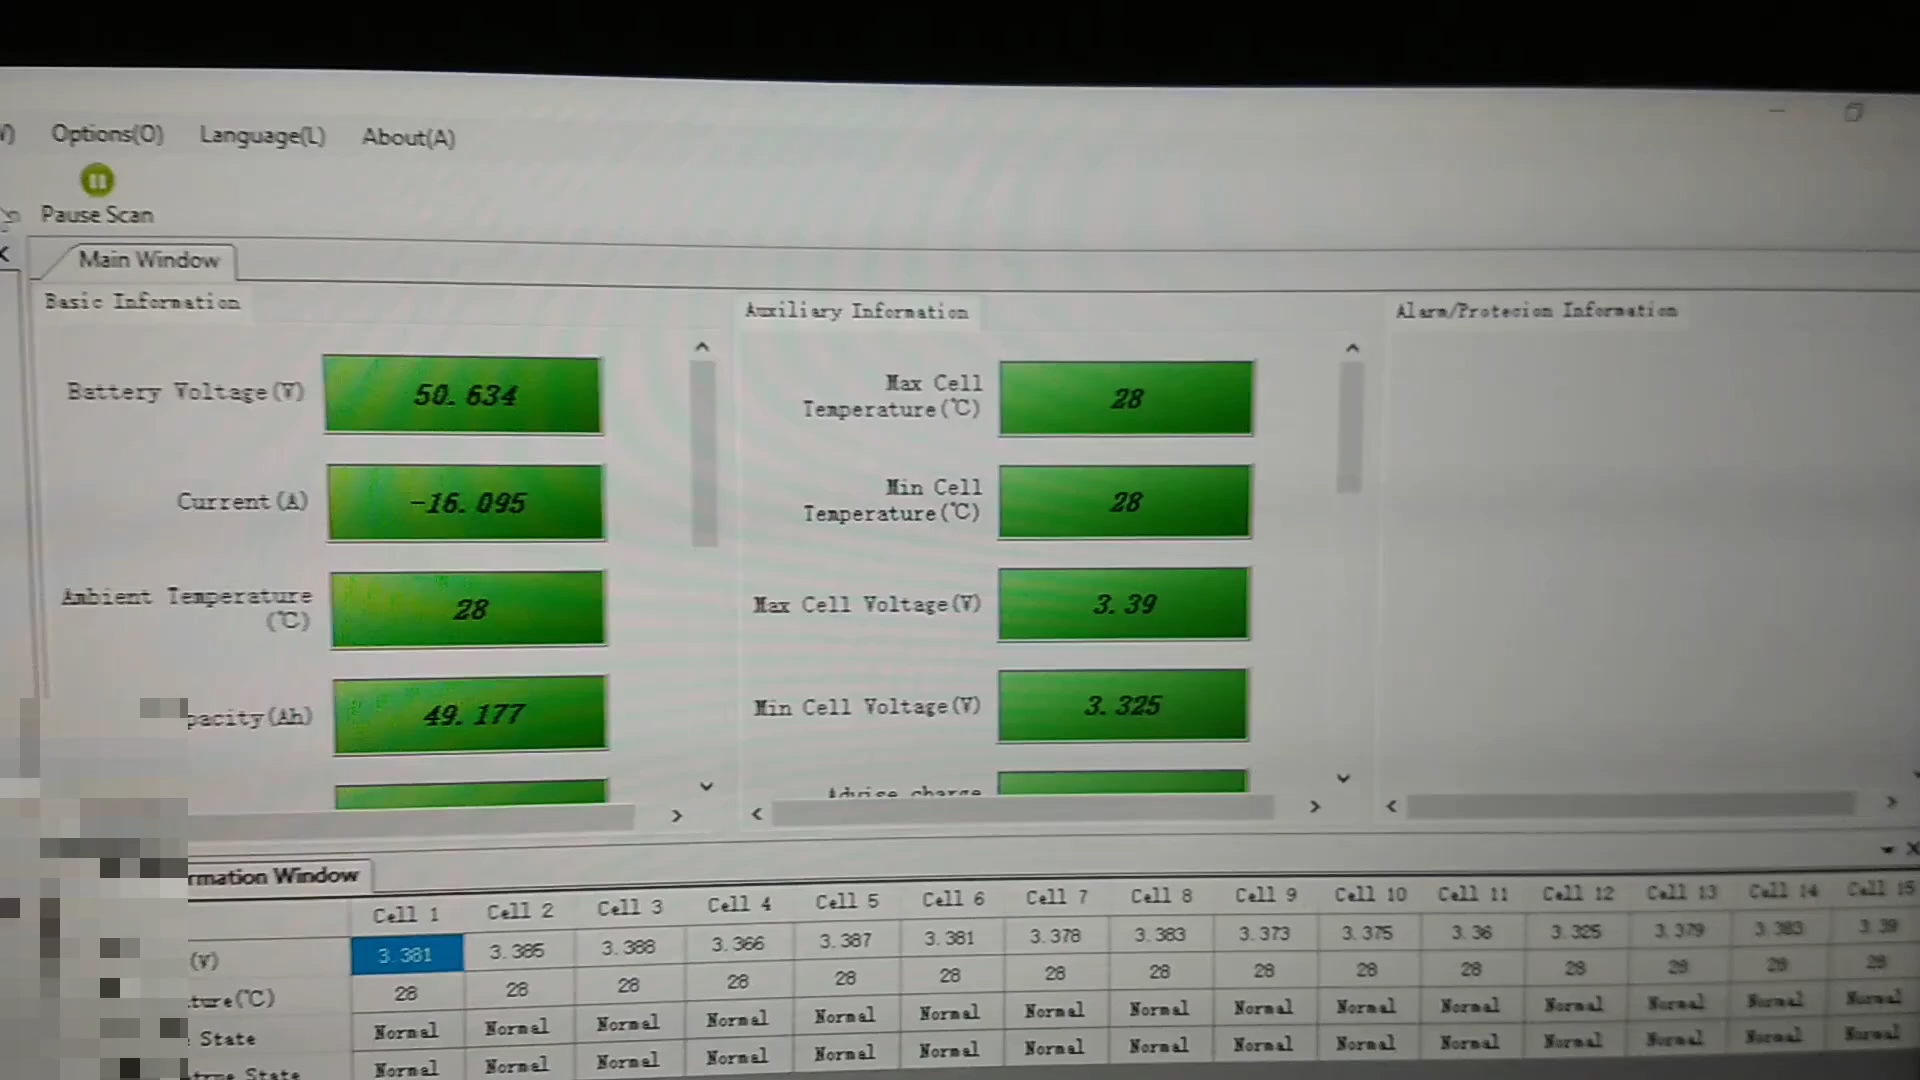 Options(O) Language(L) About(A)
Pause Scan
Main Window
Basic Information
Battery Voltage(V) 50.634
Current(A) -16.095
Ambient Temperature
(℃) 28
pacity(Ah) 49.177
Auxiliary Information
Max Cell
Temperature(℃) 28
Min Cell
Temperature(℃) 28
Max Cell Voltage(V) 3.39
Min Cell Voltage(V) 3.325
Advise charge
Alarm/Protecion Information
rmation Window
Cell 1 Cell 2 Cell 3 Cell 4 Cell 5 Cell 6 Cell 7 Cell 8 Cell 9 Cell 10 Cell 11 Cell 12 Cell 13 Cell 14 Cell 15
(V) 3.381 3.385 3.388 3.366 3.387 3.381 3.378 3.383 3.373 3.375 3.36 3.325 3.379 3.383 3.39
ture(℃) 28 28 28 28 28 28 28 28 28 28 28 28 28 28 28
State Normal Normal Normal Normal Normal Normal Normal Normal Normal Normal Normal Normal Normal Normal Normal
State Normal Normal Normal Normal Normal Normal Normal Normal Normal Normal Normal Normal Normal Normal Normal